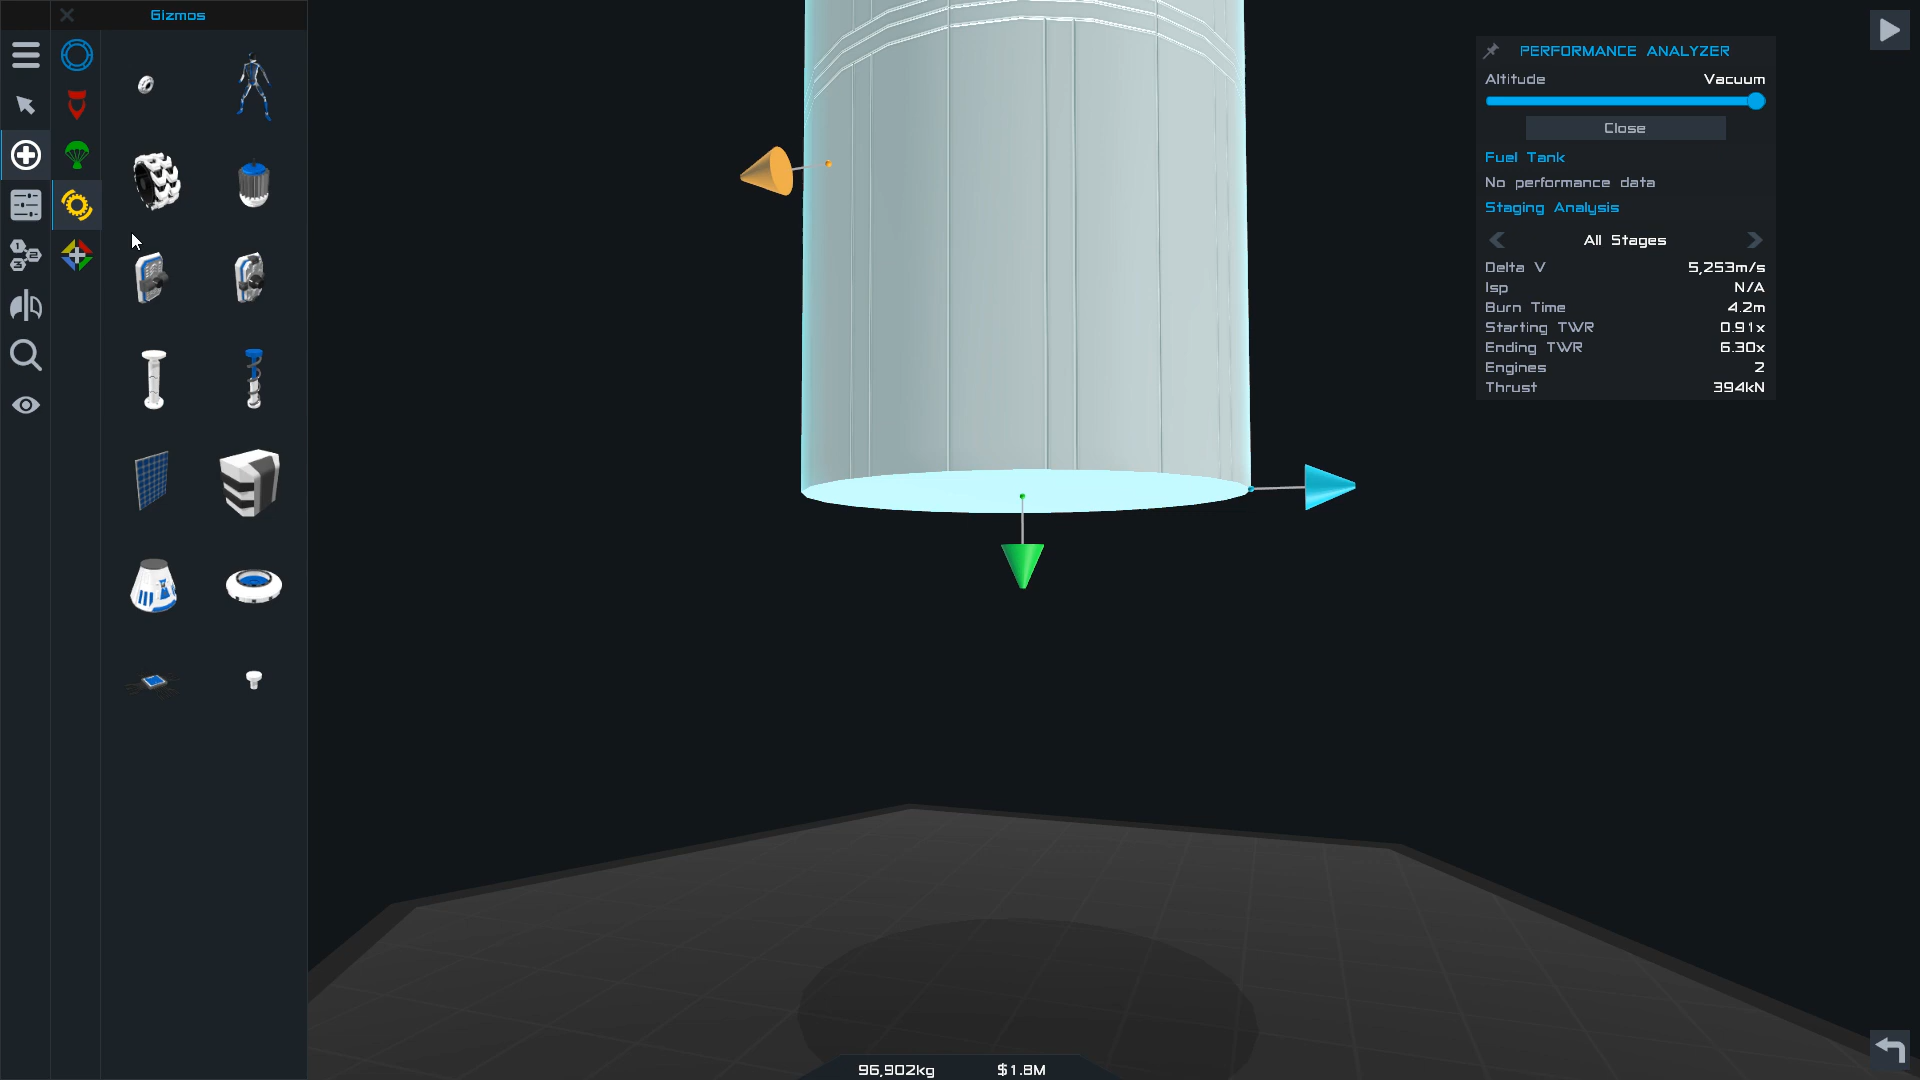 Gizmos
PERFORMANCE ANALYZER
Altitude Vacuum
Close
Fuel Tank
No performance data
Staging Analysis
All Stages
Delta V 5,253m/s
Isp N/A
Burn Time 4.2m
Starting TWR 0.91x
Ending TWR 6.30x
Engines 2
Thrust 394kN
96,902kg $1.8M